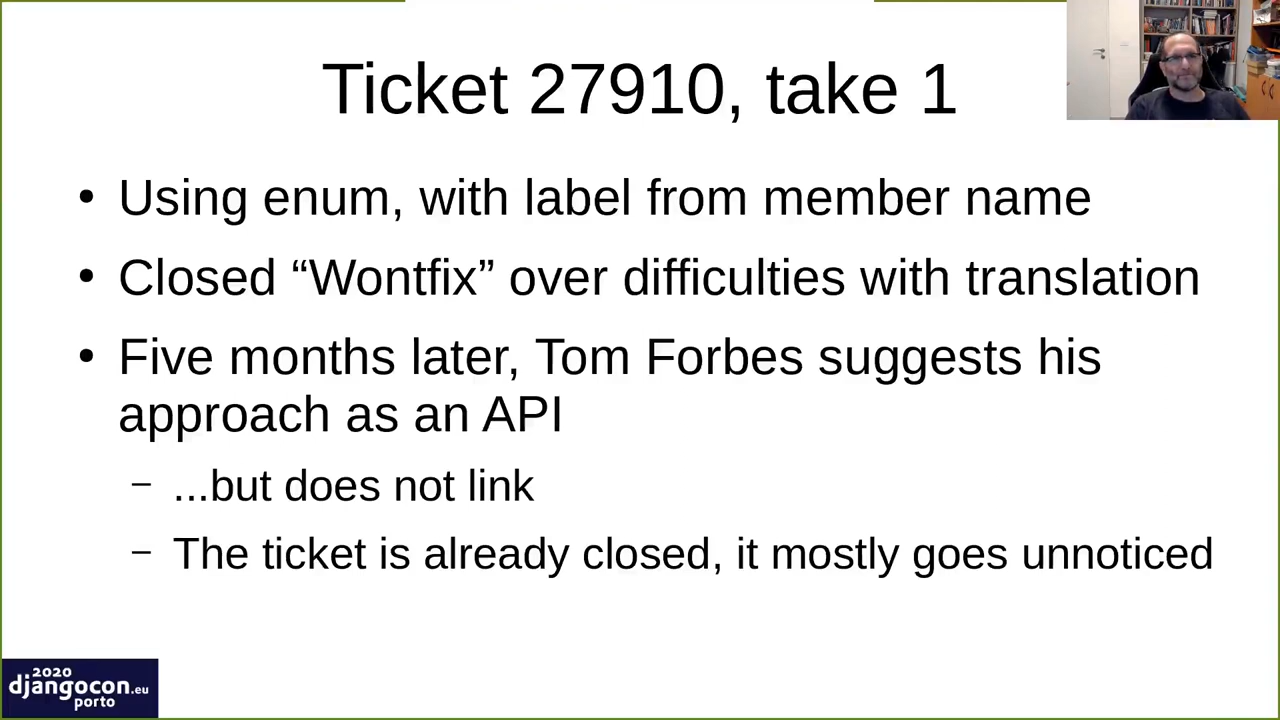 Ticket 27910, take 1
• Using enum, with label from member name
• Closed “Wontfix” over difficulties with translation
• Five months later, Tom Forbes suggests his
approach as an API
– ...but does not link
– The ticket is already closed, it mostly goes unnoticed
2020
djangocon.eu
porto